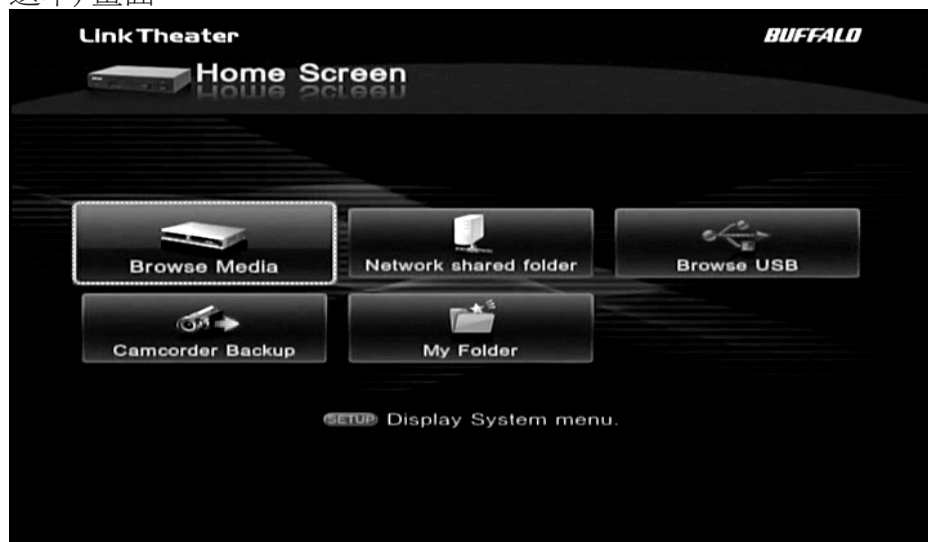 LinkTheater
BUFFALO
Home Screen
Browse Media
Network shared folder
Browse USB
Camcorder Backup
My Folder
SETUP Display System menu.